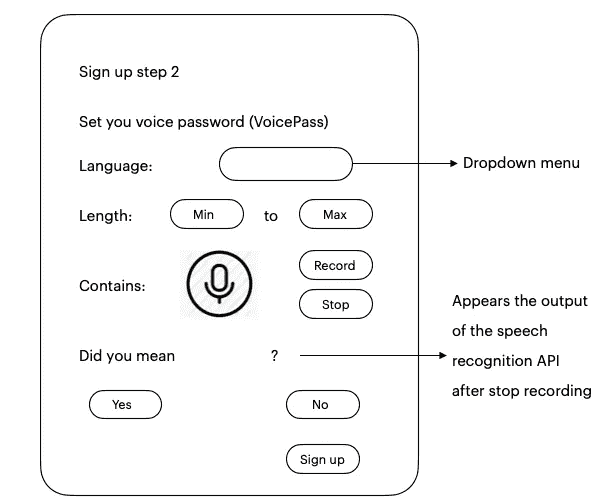 Sign up step 2
Set you voice password (VoicePass)
Language:
Dropdown menu
Length: Min to Max
Record
Contains:
Stop
Appears the output
of the speech
recognition API
after stop recording
Did you mean ?
Yes No
Sign up